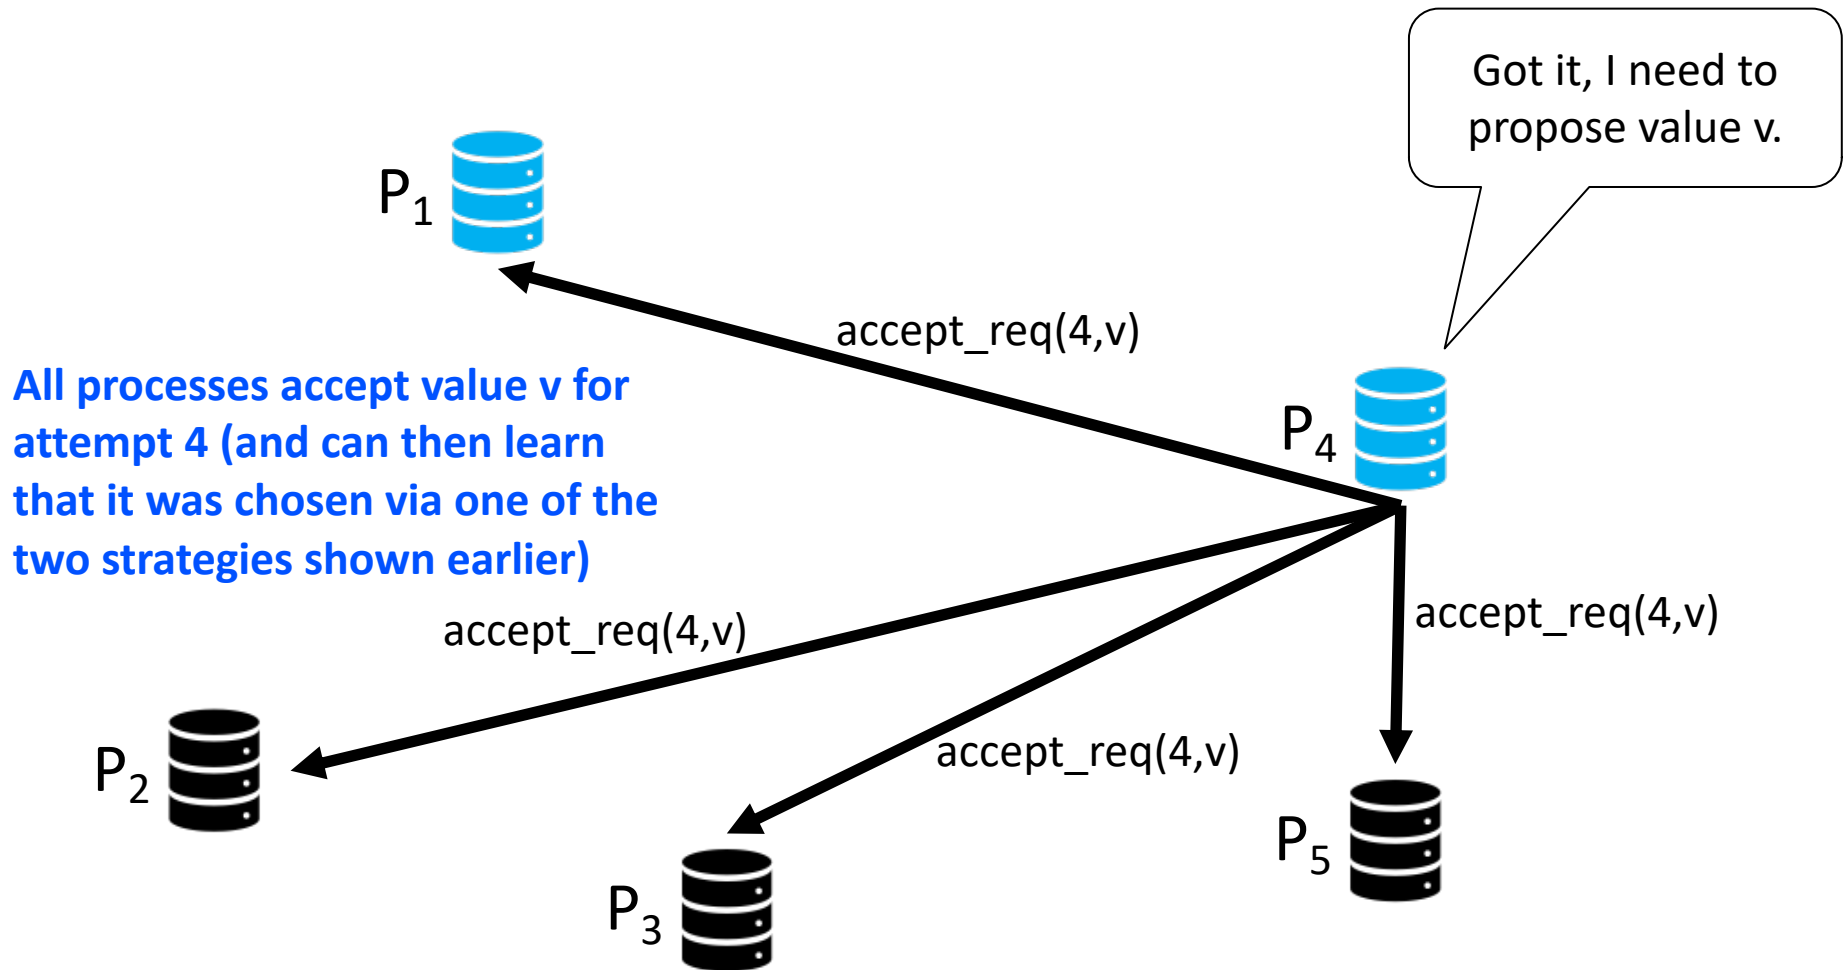 Got it, I need to
propose value v.
P1
accept_req(4,v)
All processes accept value v for
attempt 4 (and can then learn
that it was chosen via one of the
two strategies shown earlier)
P4
accept_req(4,v)
accept_req(4,v)
accept_req(4,v)
P2
P5
P3